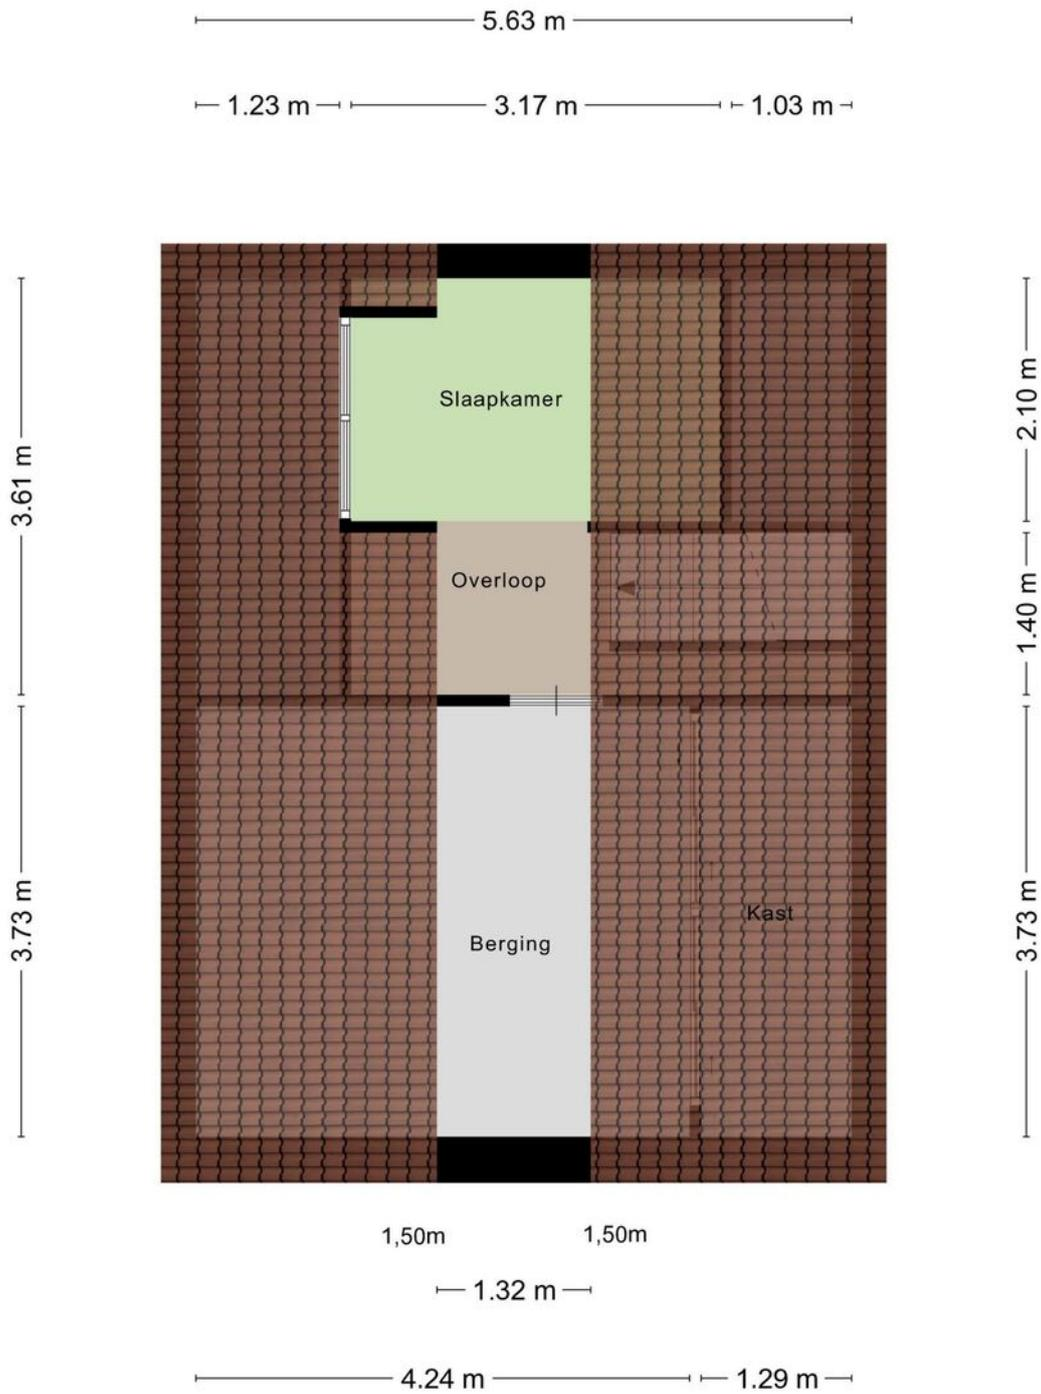 5.63 m
1.23 m
3.17 m
1.03 m
Slaapkamer
2.10 m
3.61 m
Overloop
1.40 m
Kast
3.73 m
3.73 m
Berging
1,50m
1,50m
1.32 m
4.24 m
1.29 m